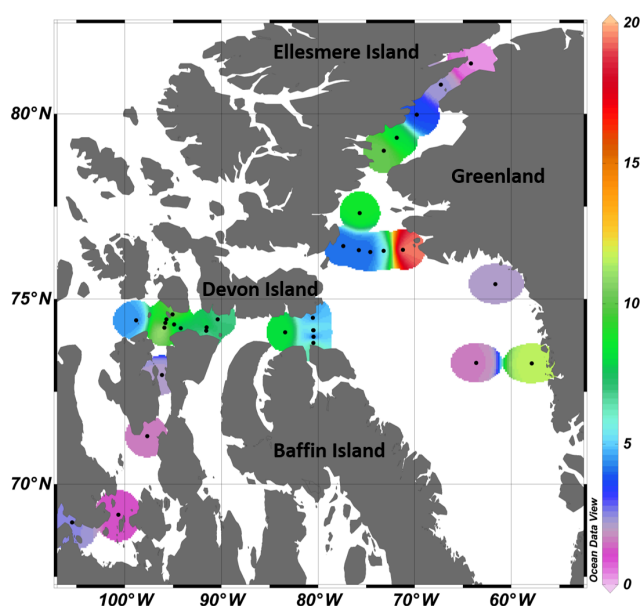 Ellesmere Island
20
80°N
Greenland
15
75°N
Devon Island
10
5
70°N
Baffin Island
Ocean Data View
0
100°W 90°W 80°W 70°W 60°W